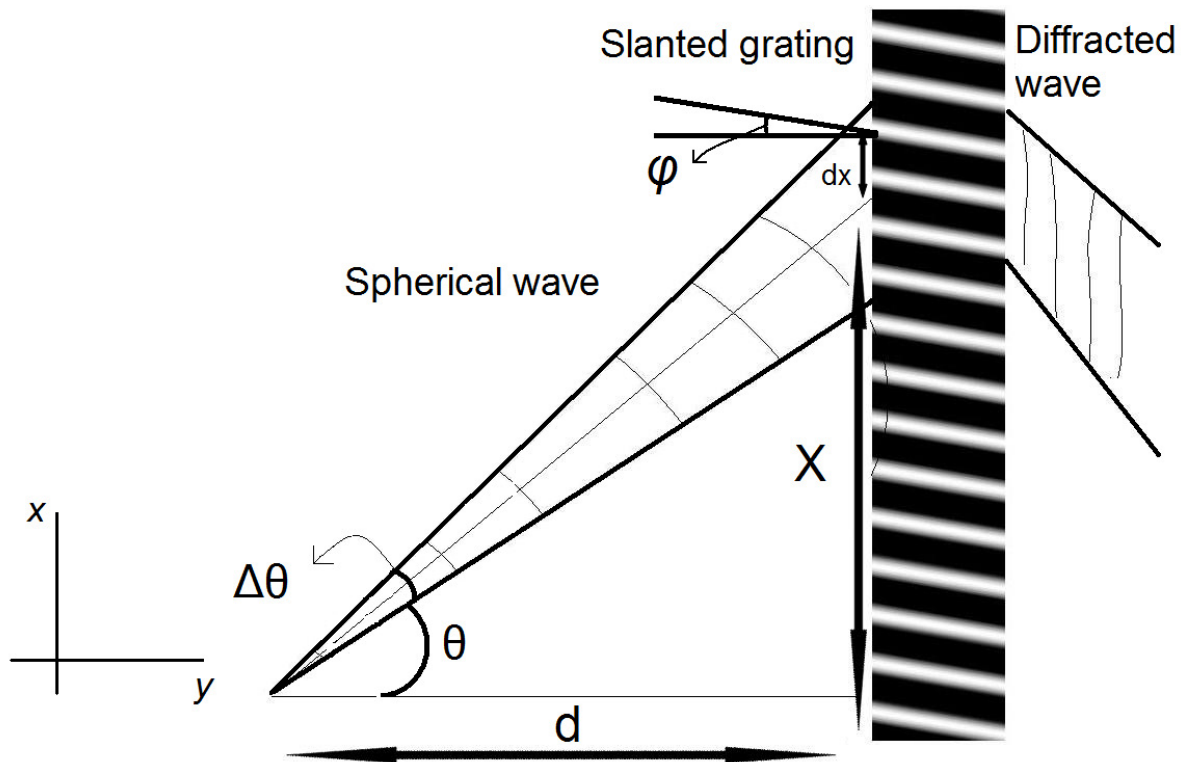 Slanted grating
Diffracted
wave
φ
dx
Spherical wave
X
x
Δθ
θ
y
d